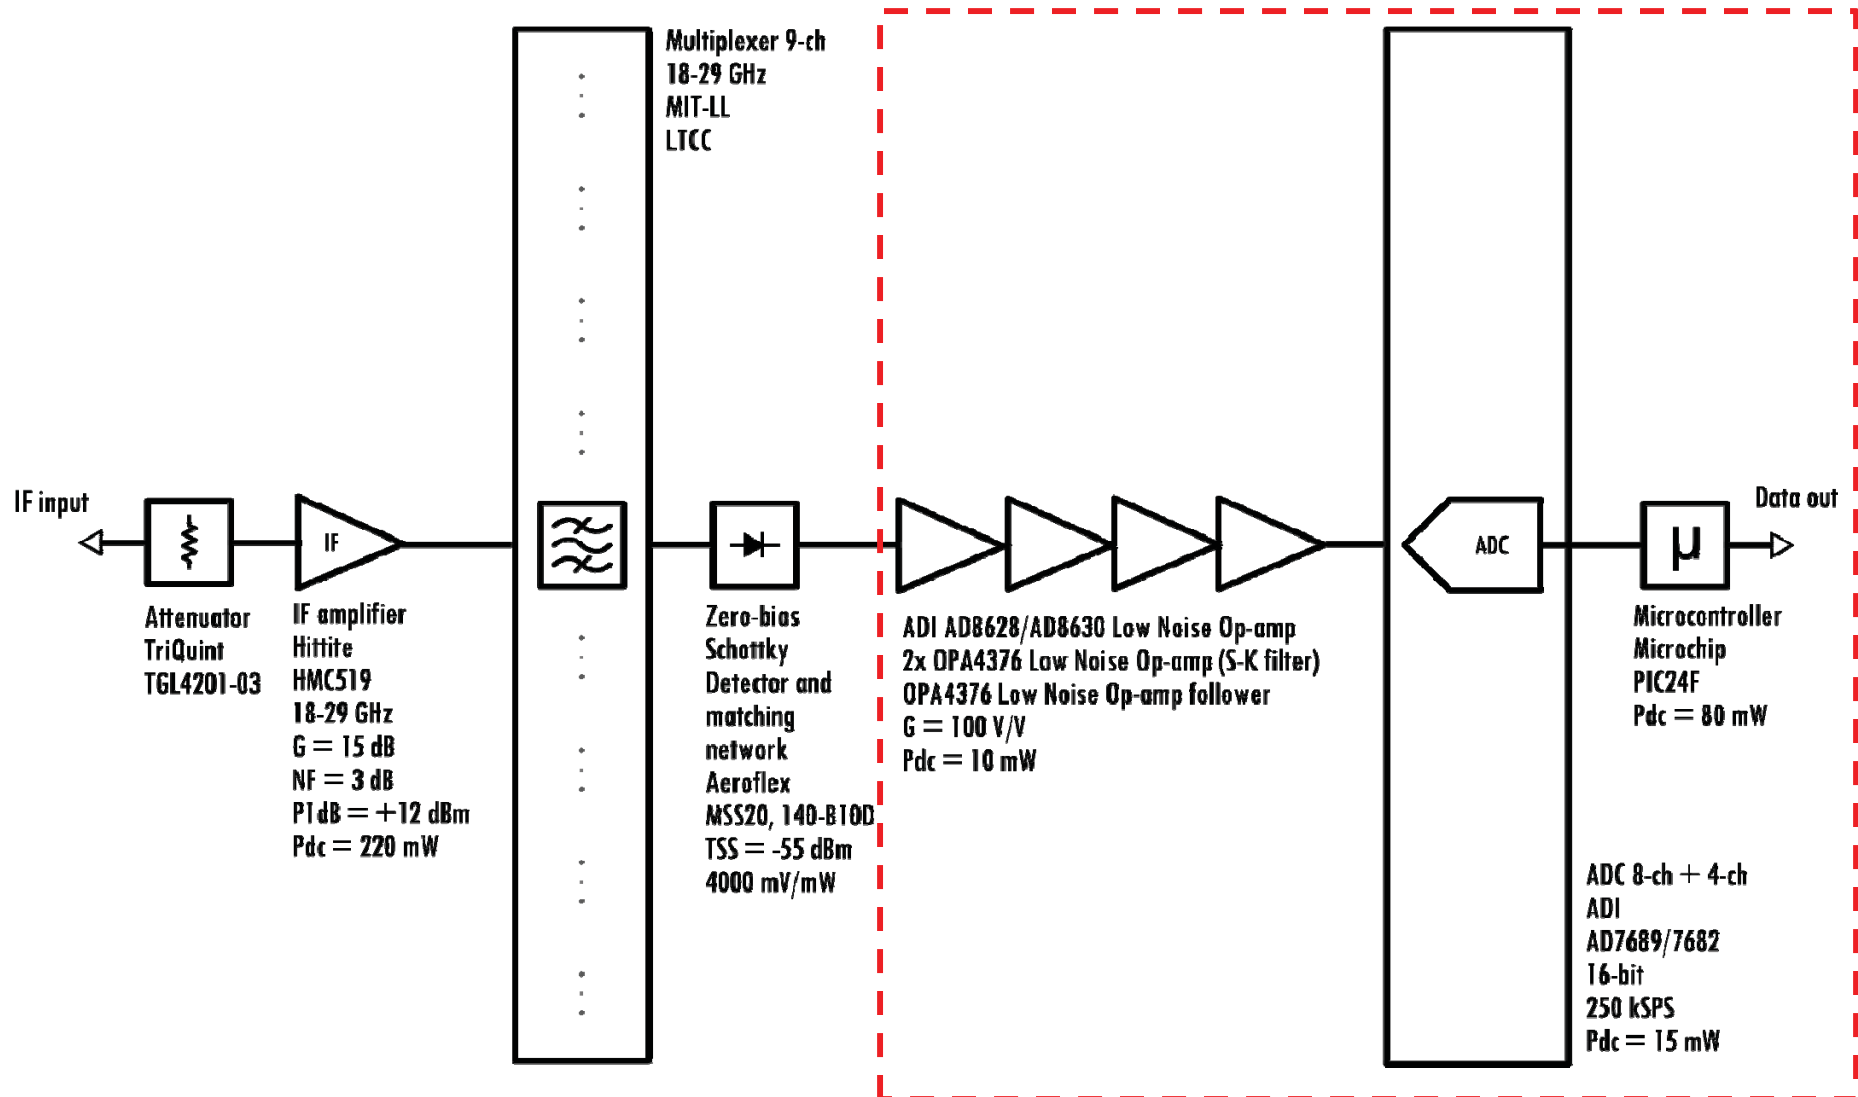 Multiplexer 9-ch
18-29 GHz
MIT-LL
LTCC
IF input
Attenuator
TriQuint
TGL4201-03
IF
IF amplifier
Hittite
HMC519
18-29 GHz
G = 15 dB
NF = 3 dB
P1dB = +12 dBm
Pdc = 220 mW
Zero-bias
Schottky
Detector and
matching
network
Aeroflex
MSS20, 140-B10D
TSS = -55 dBm
4000 mV/mW
ADI AD8628/AD8630 Low Noise Op-amp
2x OPA4376 Low Noise Op-amp (S-K filter)
OPA4376 Low Noise Op-amp follower
G = 100 V/V
Pdc = 10 mW
ADC
ADC 8-ch + 4-ch
ADI
AD7689/7682
16-bit
250 kSPS
Pdc = 15 mW
μ
Data out
Microcontroller
Microchip
PIC24F
Pdc = 80 mW